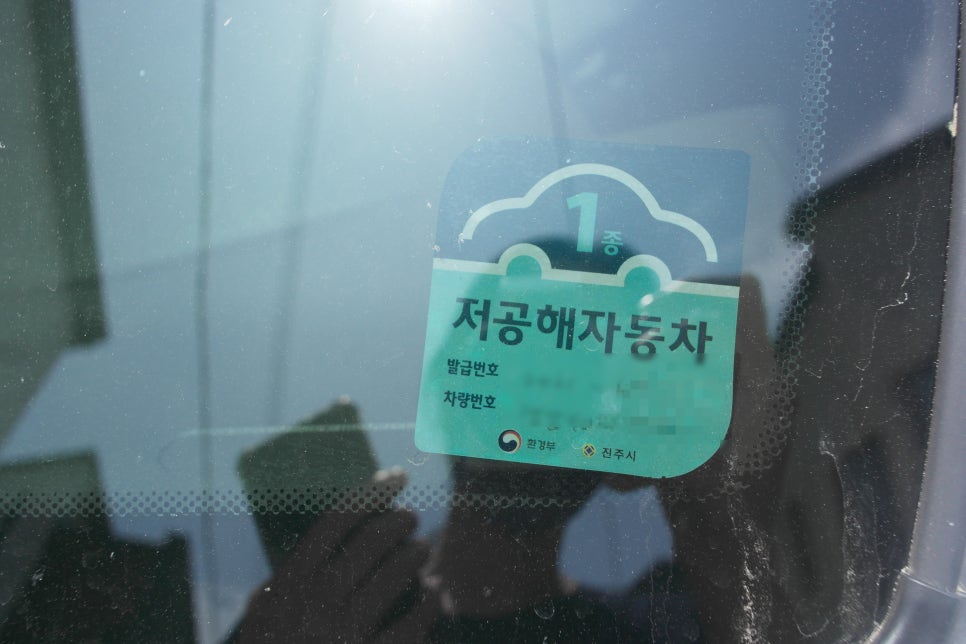 1종
저공해자동차
발급번호
차량번호
환경부 진주시